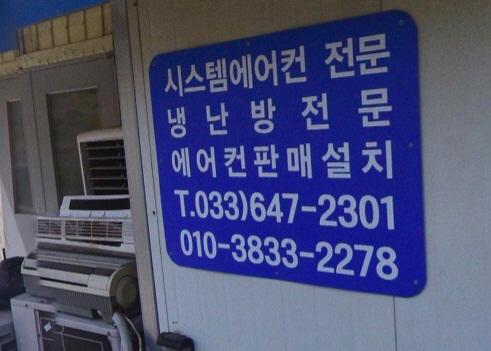 시스템에어컨 전문
냉난방전문
에어컨판매설치
T.033)647-2301
010-3833-2278